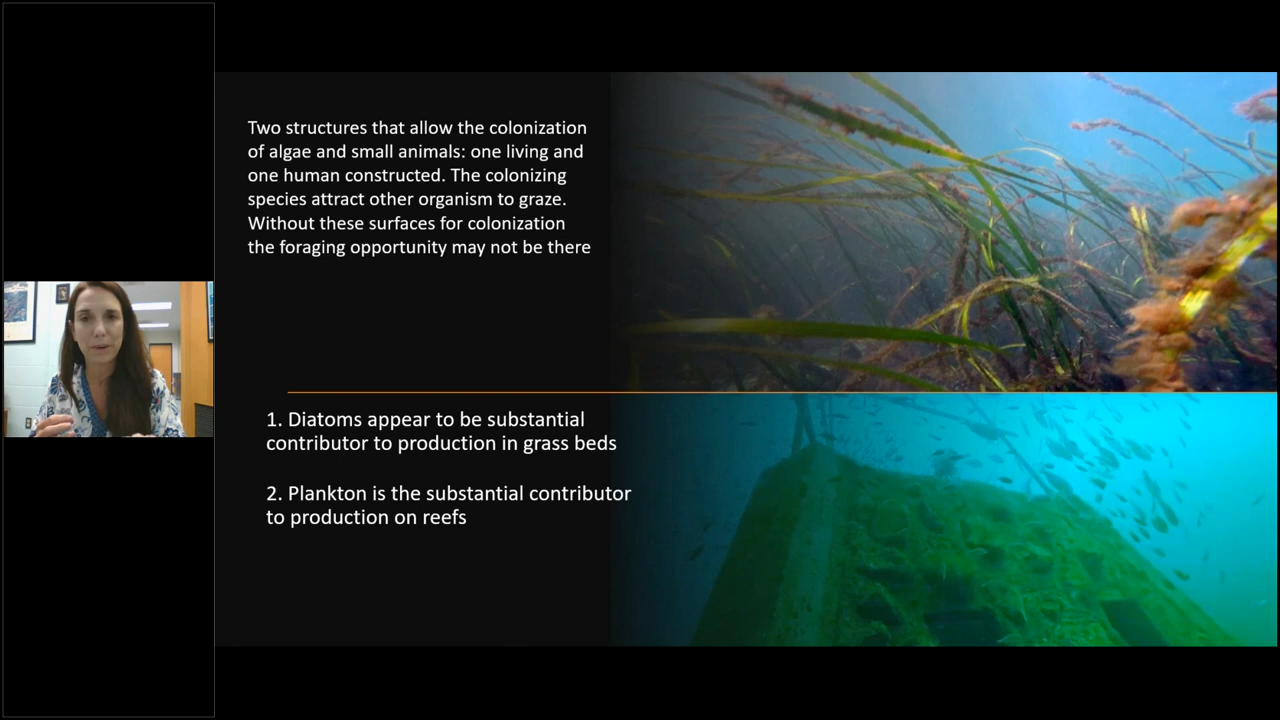 Two structures that allow the colonization
of algae and small animals: one living and
one human constructed. The colonizing
species attract other organism to graze.
Without these surfaces for colonization
the foraging opportunity may not be there
1. Diatoms appear to be substantial
contributor to production in grass beds
2. Plankton is the substantial contributor
to production on reefs